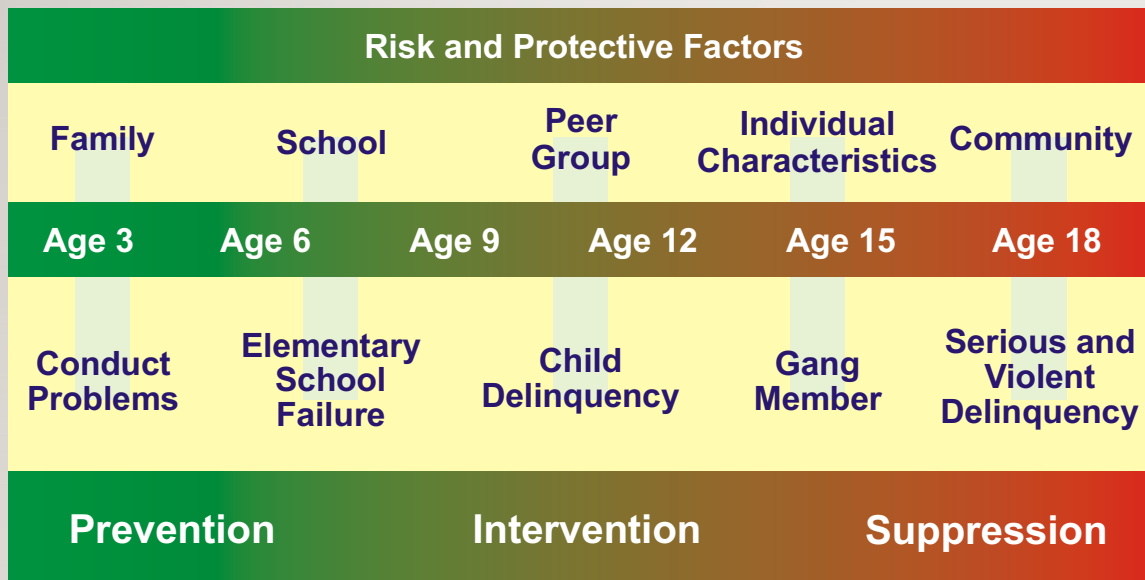 Risk and Protective Factors
Family
School
Peer
Group
Individual
Characteristics
Community
Age 3 Age 6 Age 9 Age 12 Age 15 Age 18
Conduct
Problems
Elementary
School
Failure
Child
Delinquency
Gang
Member
Serious and
Violent
Delinquency
Prevention Intervention Suppression